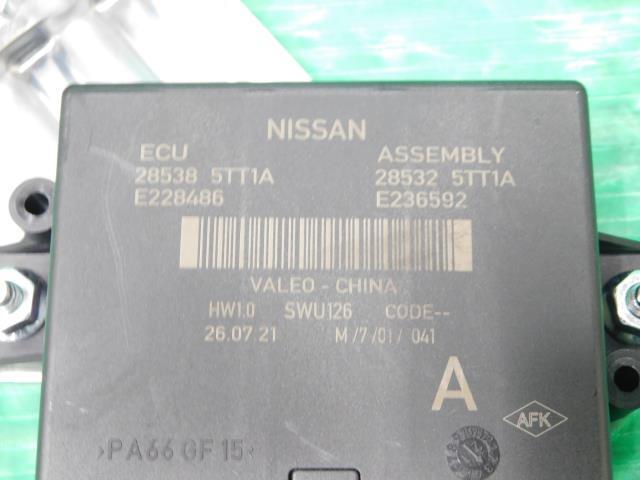 NISSAN
ECU ASSEMBLY
28538 5TT1A 28532 5TT1A
E228486 E236592
VALEO - CHINA
HW1.0 SWU126 CODE--
26.07.21 M/7/01/ 041
A
AFK
>PA66 GF15<